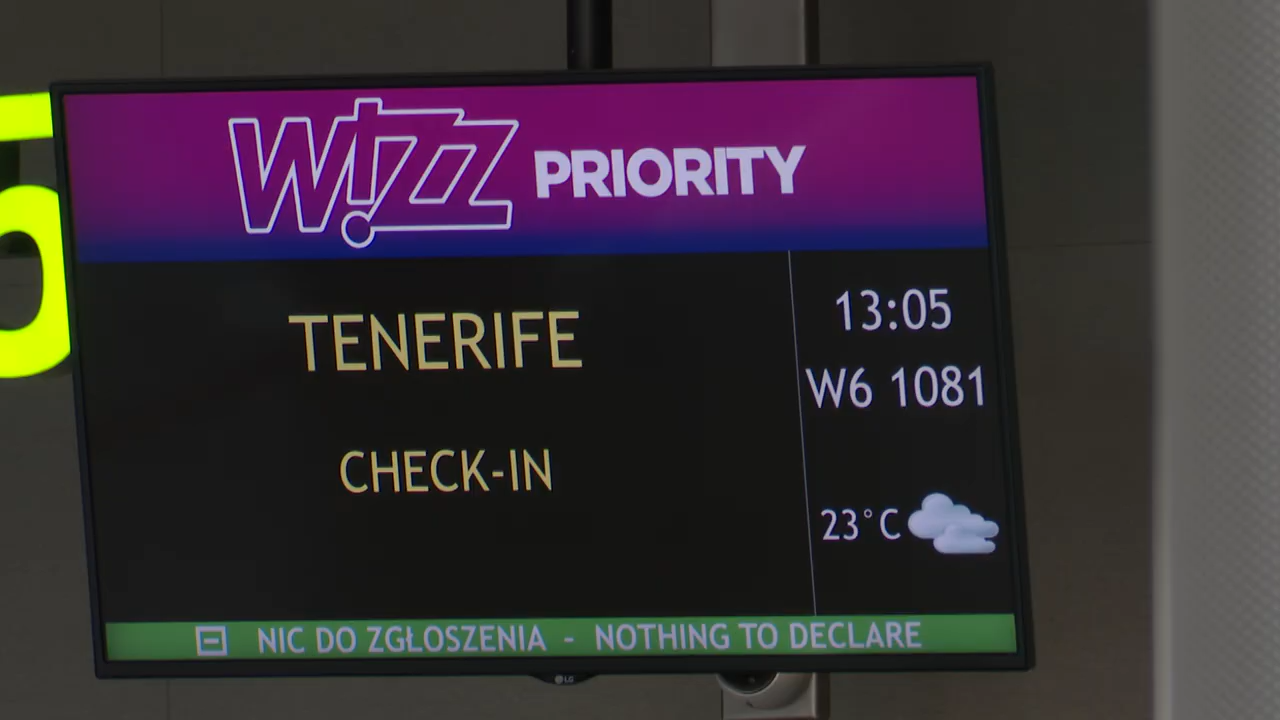 WIZZ PRIORITY
TENERIFE
13:05
W6 1081
CHECK-IN
23°C
NIC DO ZGŁOSZENIA - NOTHING TO DECLARE
LG